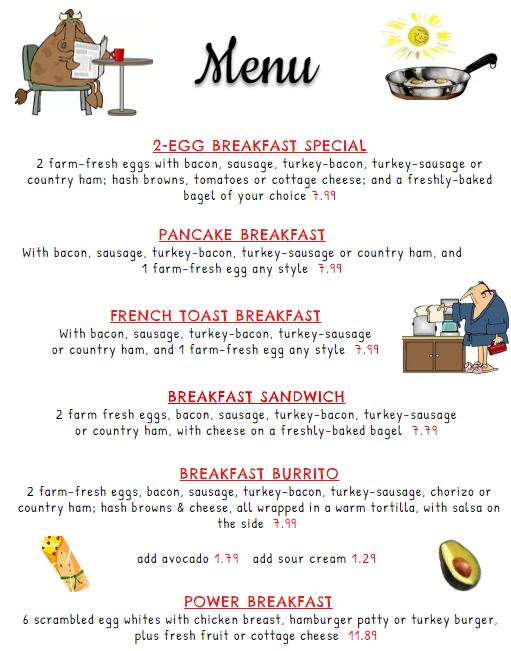 Menu
2-EGG BREAKFAST SPECIAL
2 farm-fresh eggs with bacon, sausage, turkey-bacon, turkey-sausage or
country ham; hash browns, tomatoes or cottage cheese; and a freshly-baked
bagel of your choice 7.99
PANCAKE BREAKFAST
With bacon, sausage, turkey-bacon, turkey-sausage or country ham, and
1 farm-fresh egg any style 7.99
FRENCH TOAST BREAKFAST
With bacon, sausage, turkey-bacon, turkey-sausage
or country ham, and 1 farm-fresh egg any style 7.99
BREAKFAST SANDWICH
2 farm fresh eggs, bacon, sausage, turkey-bacon, turkey-sausage
or country ham, with cheese on a freshly-baked bagel 7.79
BREAKFAST BURRITO
2 farm-fresh eggs, bacon, sausage, turkey-bacon, turkey-sausage, chorizo or
country ham; hash browns & cheese, all wrapped in a warm tortilla, with salsa on
the side 7.99
add avocado 1.79 add sour cream 1.29
POWER BREAKFAST
6 scrambled egg whites with chicken breast, hamburger patty or turkey burger,
plus fresh fruit or cottage cheese 11.89